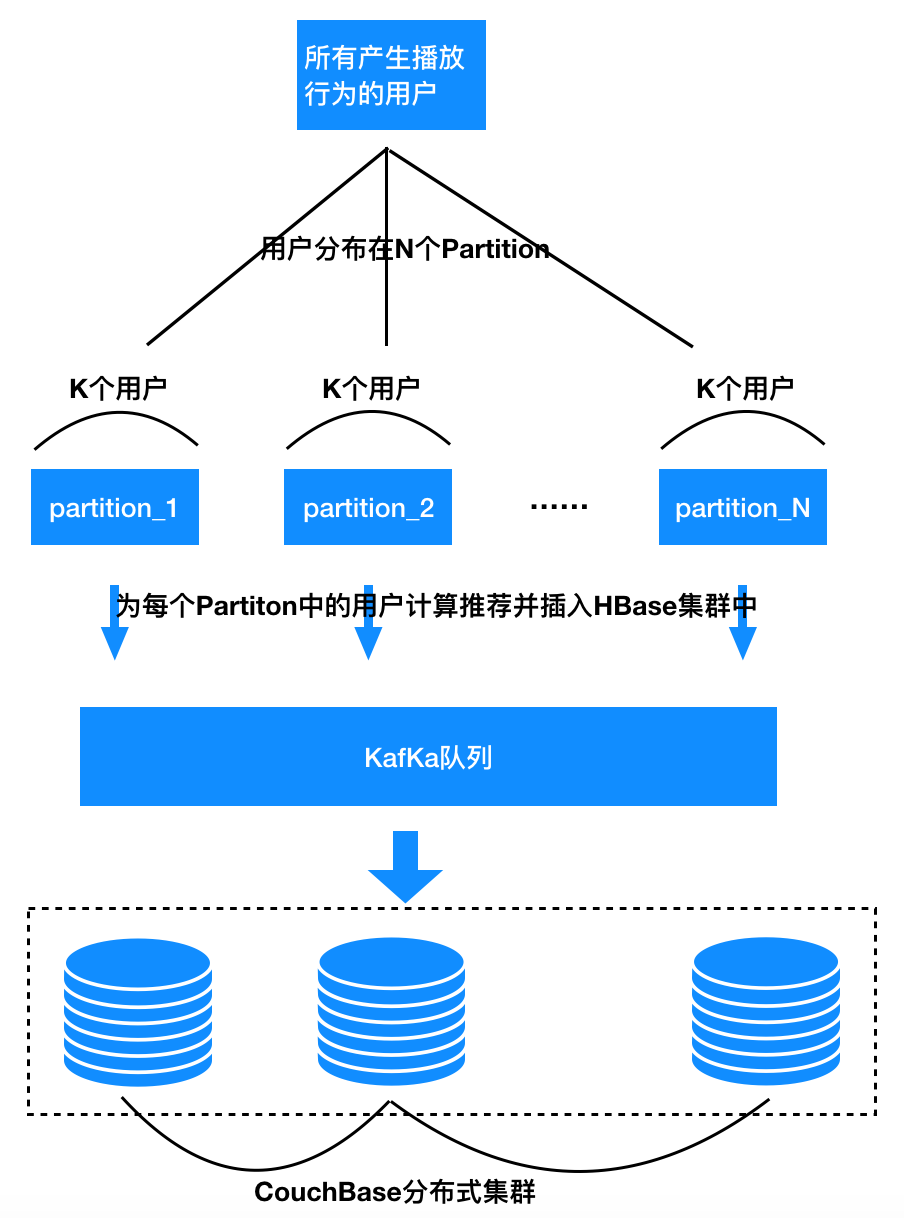 所有产生播放
行为的用户
用户分布在N个Partition
K个用户
K个用户
K个用户
partition_1
partition_2
......
partition_N
为每个Partiton中的用户计算推荐并插入HBase集群中
KafKa队列
CouchBase分布式集群